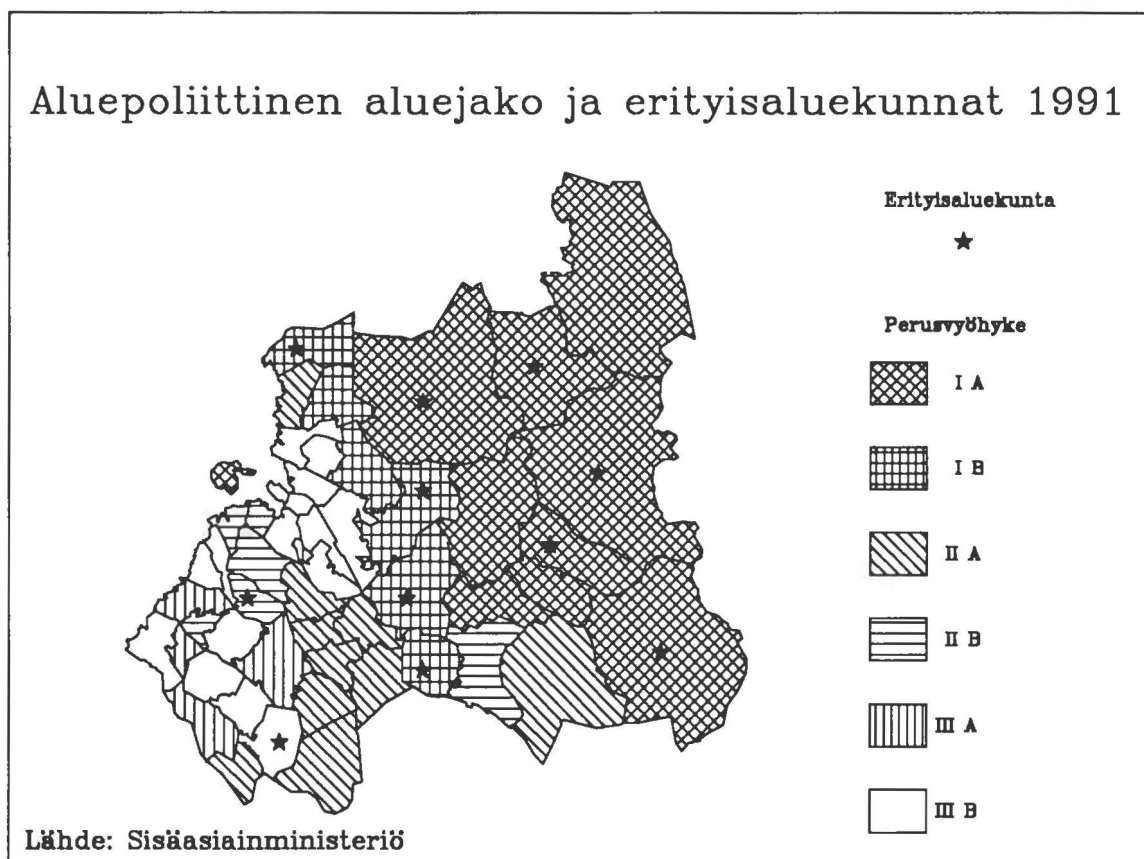 Aluepoliittinen aluejako ja erityisaluekunnat 1991
Erityisaluekunta
Perusvyöhyke
I A
I B
II A
II B
III A
III B
Lähde: Sisäasiainministeriö